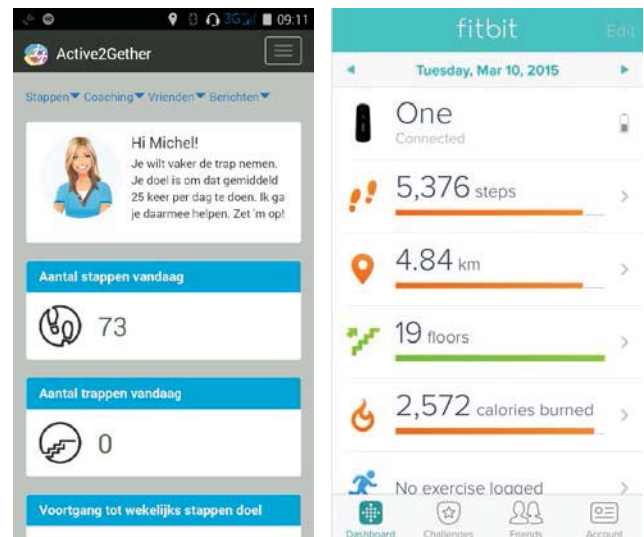 3G 09:11
Active2Gether
Stappen Coaching Vrienden Berichten
Hi Michel!
Je wilt vaker de trap nemen.
Je doel is om dat gemiddeld
25 keer per dag te doen. Ik ga
je daarmee helpen. Zet 'm op!
Aantal stappen vandaag
73
Aantal trappen vandaag
0
Voortgang tot wekelijks stappen doel
fitbit Edit
Tuesday, Mar 10, 2015
One
Connected
5,376 steps
4.84 km
19 floors
2,572 calories burned
No exercise logged
Dashboard Challenges Friends Account